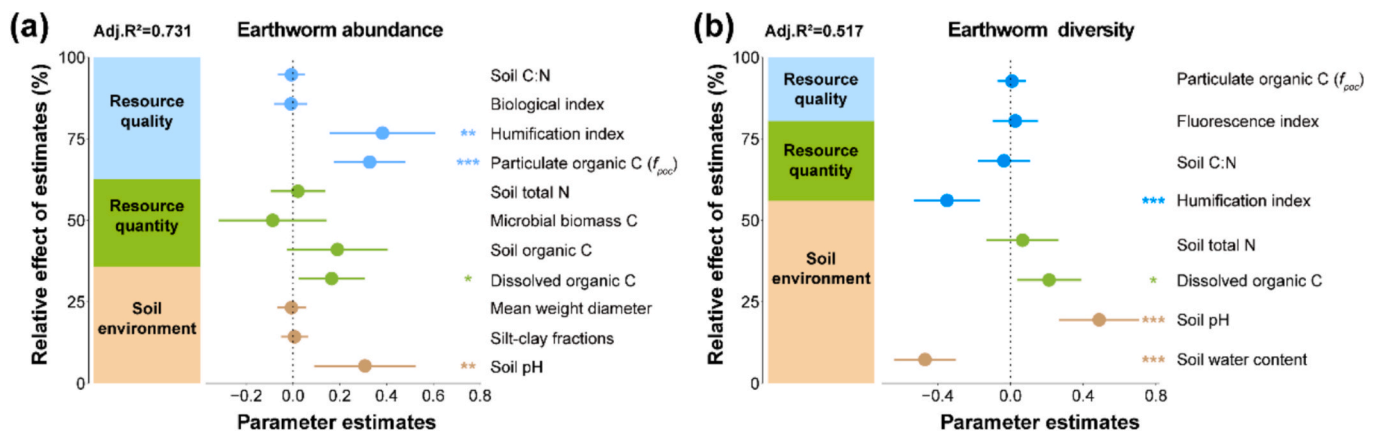 (a)
Adj.R²=0.731
Earthworm abundance
Relative effect of estimates (%)
100
75
50
25
0
Resource
quality
Resource
quantity
Soil
environment
Soil C:N
Biological index
** Humification index
*** Particulate organic C (fpoc)
Soil total N
Microbial biomass C
Soil organic C
* Dissolved organic C
Mean weight diameter
Silt-clay fractions
** Soil pH
−0.2 0.0 0.2 0.4 0.6 0.8
Parameter estimates
(b)
Adj.R²=0.517
Earthworm diversity
Relative effect of estimates (%)
100
75
50
25
0
Resource
quality
Resource
quantity
Soil
environment
Particulate organic C (fpoc)
Fluorescence index
Soil C:N
*** Humification index
Soil total N
* Dissolved organic C
*** Soil pH
*** Soil water content
−0.4 0.0 0.4 0.8
Parameter estimates